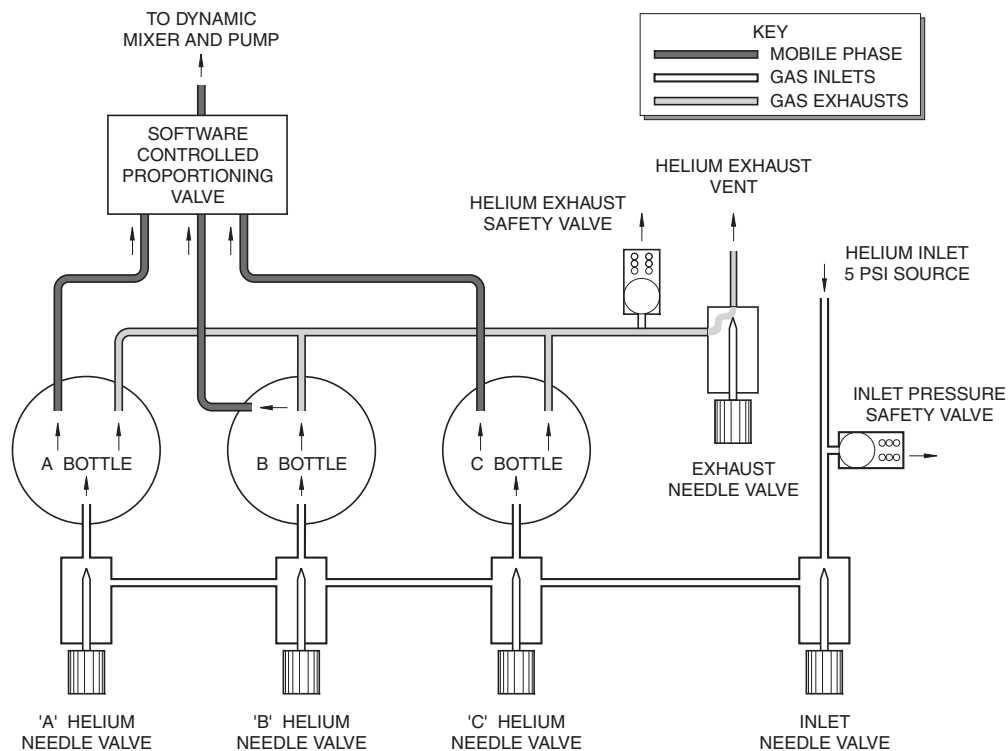 TO DYNAMIC
MIXER AND PUMP
KEY
MOBILE PHASE
GAS INLETS
GAS EXHAUSTS
SOFTWARE
CONTROLLED
PROPORTIONING
VALVE
HELIUM EXHAUST
VENT
HELIUM EXHAUST
SAFETY VALVE
HELIUM INLET
5 PSI SOURCE
INLET PRESSURE
SAFETY VALVE
A BOTTLE
B BOTTLE
C BOTTLE
EXHAUST
NEEDLE VALVE
'A' HELIUM
NEEDLE VALVE
'B' HELIUM
NEEDLE VALVE
'C' HELIUM
NEEDLE VALVE
INLET
NEEDLE VALVE